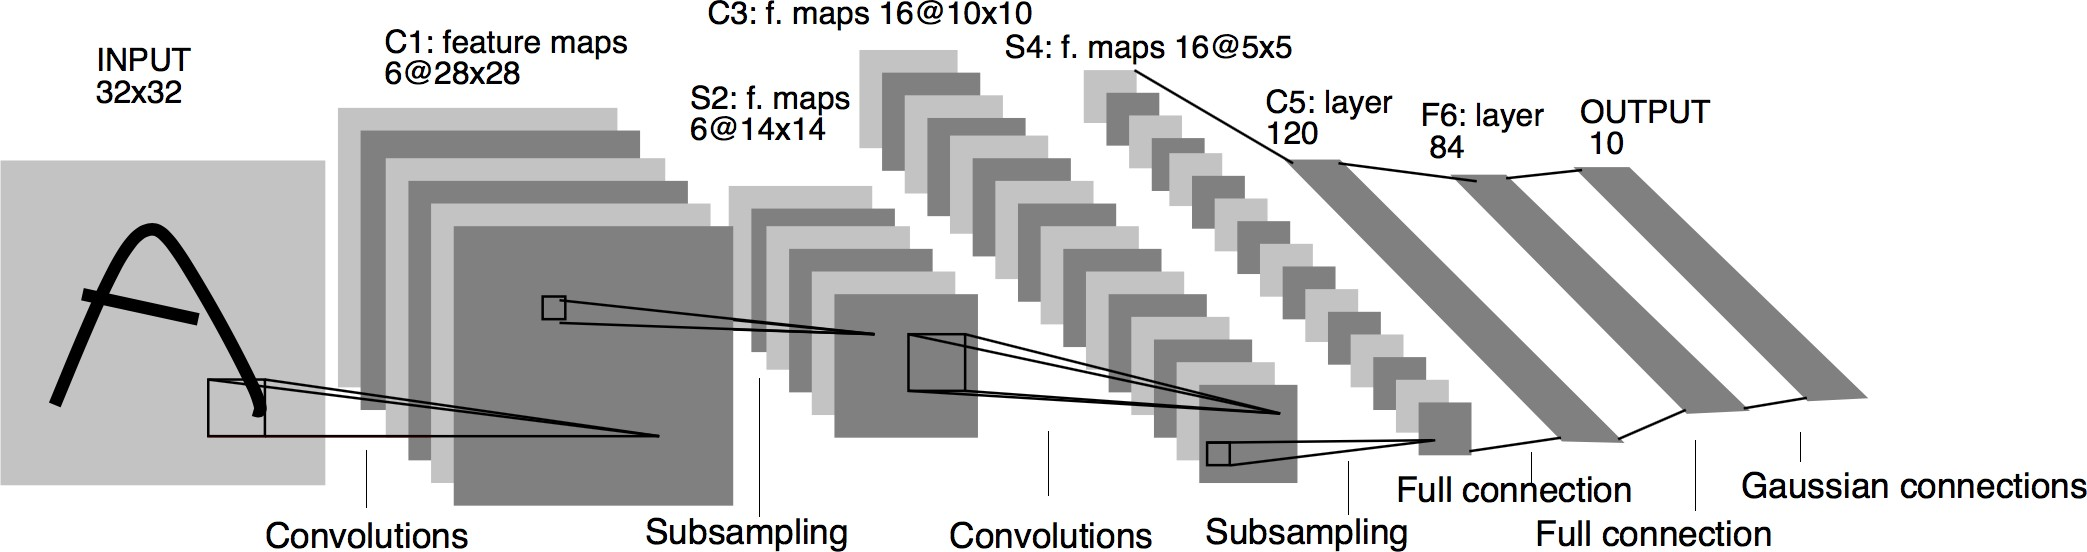 INPUT
32x32
C1: feature maps
6@28x28
S2: f. maps
6@14x14
C3: f. maps 16@10x10
S4: f. maps 16@5x5
C5: layer
120
F6: layer
84
OUTPUT
10
Convolutions
Subsampling
Convolutions
Subsampling
Full connection
Full connection
Gaussian connections